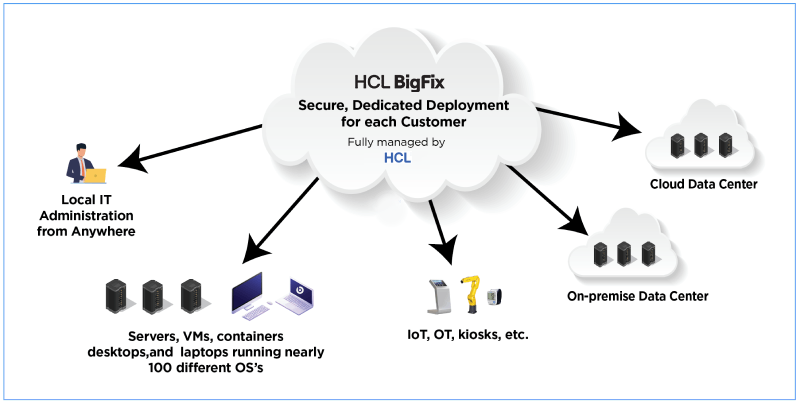 HCL BigFix
Secure, Dedicated Deployment
for each Customer
Fully managed by
HCL
Local IT
Administration
from Anywhere
Cloud Data Center
On-premise Data Center
Servers, VMs, containers
desktops,and laptops running nearly
100 different OS's
IoT, OT, kiosks, etc.